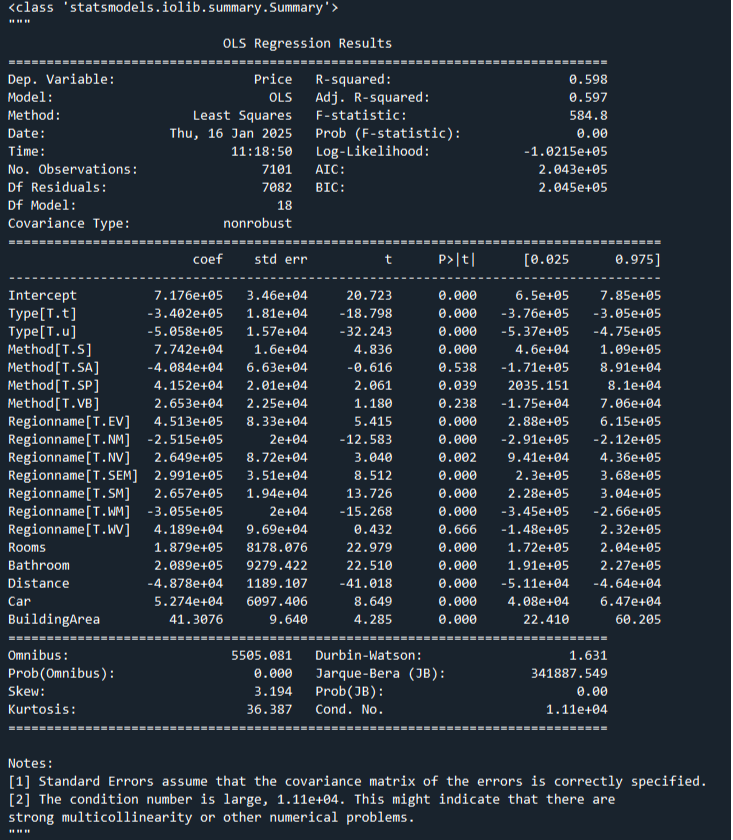 <class 'statsmodels.iolib.summary.Summary'>
"""
                            OLS Regression Results
==============================================================================
Dep. Variable:                  Price   R-squared:                       0.598
Model:                            OLS   Adj. R-squared:                  0.597
Method:                 Least Squares   F-statistic:                     584.8
Date:                Thu, 16 Jan 2025   Prob (F-statistic):               0.00
Time:                        11:18:50   Log-Likelihood:            -1.0215e+05
No. Observations:                7101   AIC:                         2.043e+05
Df Residuals:                    7082   BIC:                         2.045e+05
Df Model:                          18
Covariance Type:            nonrobust
=====================================================================================
                        coef    std err          t      P>|t|      [0.025      0.975]
-------------------------------------------------------------------------------------
Intercept          7.176e+05   3.46e+04     20.723      0.000     6.5e+05    7.85e+05
Type[T.t]         -3.402e+05   1.81e+04    -18.798      0.000   -3.76e+05   -3.05e+05
Type[T.u]         -5.058e+05   1.57e+04    -32.243      0.000   -5.37e+05   -4.75e+05
Method[T.S]        7.742e+04    1.6e+04      4.836      0.000     4.6e+04    1.09e+05
Method[T.SA]      -4.084e+04   6.63e+04     -0.616      0.538   -1.71e+05    8.91e+04
Method[T.SP]       4.152e+04   2.01e+04      2.061      0.039    2035.151     8.1e+04
Method[T.VB]       2.653e+04   2.25e+04      1.180      0.238   -1.75e+04    7.06e+04
Regionname[T.EV]   4.513e+05   8.33e+04      5.415      0.000    2.88e+05    6.15e+05
Regionname[T.NM]  -2.515e+05      2e+04    -12.583      0.000   -2.91e+05   -2.12e+05
Regionname[T.NV]   2.649e+05   8.72e+04      3.040      0.002    9.41e+04    4.36e+05
Regionname[T.SEM]  2.991e+05   3.51e+04      8.512      0.000     2.3e+05    3.68e+05
Regionname[T.SM]   2.657e+05   1.94e+04     13.726      0.000    2.28e+05    3.04e+05
Regionname[T.WM]  -3.055e+05      2e+04    -15.268      0.000   -3.45e+05   -2.66e+05
Regionname[T.WV]   4.189e+04   9.69e+04      0.432      0.666   -1.48e+05    2.32e+05
Rooms              1.879e+05   8178.076     22.979      0.000    1.72e+05    2.04e+05
Bathroom           2.089e+05   9279.422     22.510      0.000    1.91e+05    2.27e+05
Distance          -4.878e+04   1189.107    -41.018      0.000   -5.11e+04   -4.64e+04
Car                5.274e+04   6097.406      8.649      0.000    4.08e+04    6.47e+04
BuildingArea         41.3076      9.640      4.285      0.000      22.410      60.205
==============================================================================
Omnibus:                     5505.081   Durbin-Watson:                   1.631
Prob(Omnibus):                  0.000   Jarque-Bera (JB):           341887.549
Skew:                           3.194   Prob(JB):                         0.00
Kurtosis:                      36.387   Cond. No.                     1.11e+04
==============================================================================
Notes:
[1] Standard Errors assume that the covariance matrix of the errors is correctly specified.
[2] The condition number is large, 1.11e+04. This might indicate that there are
strong multicollinearity or other numerical problems.
"""